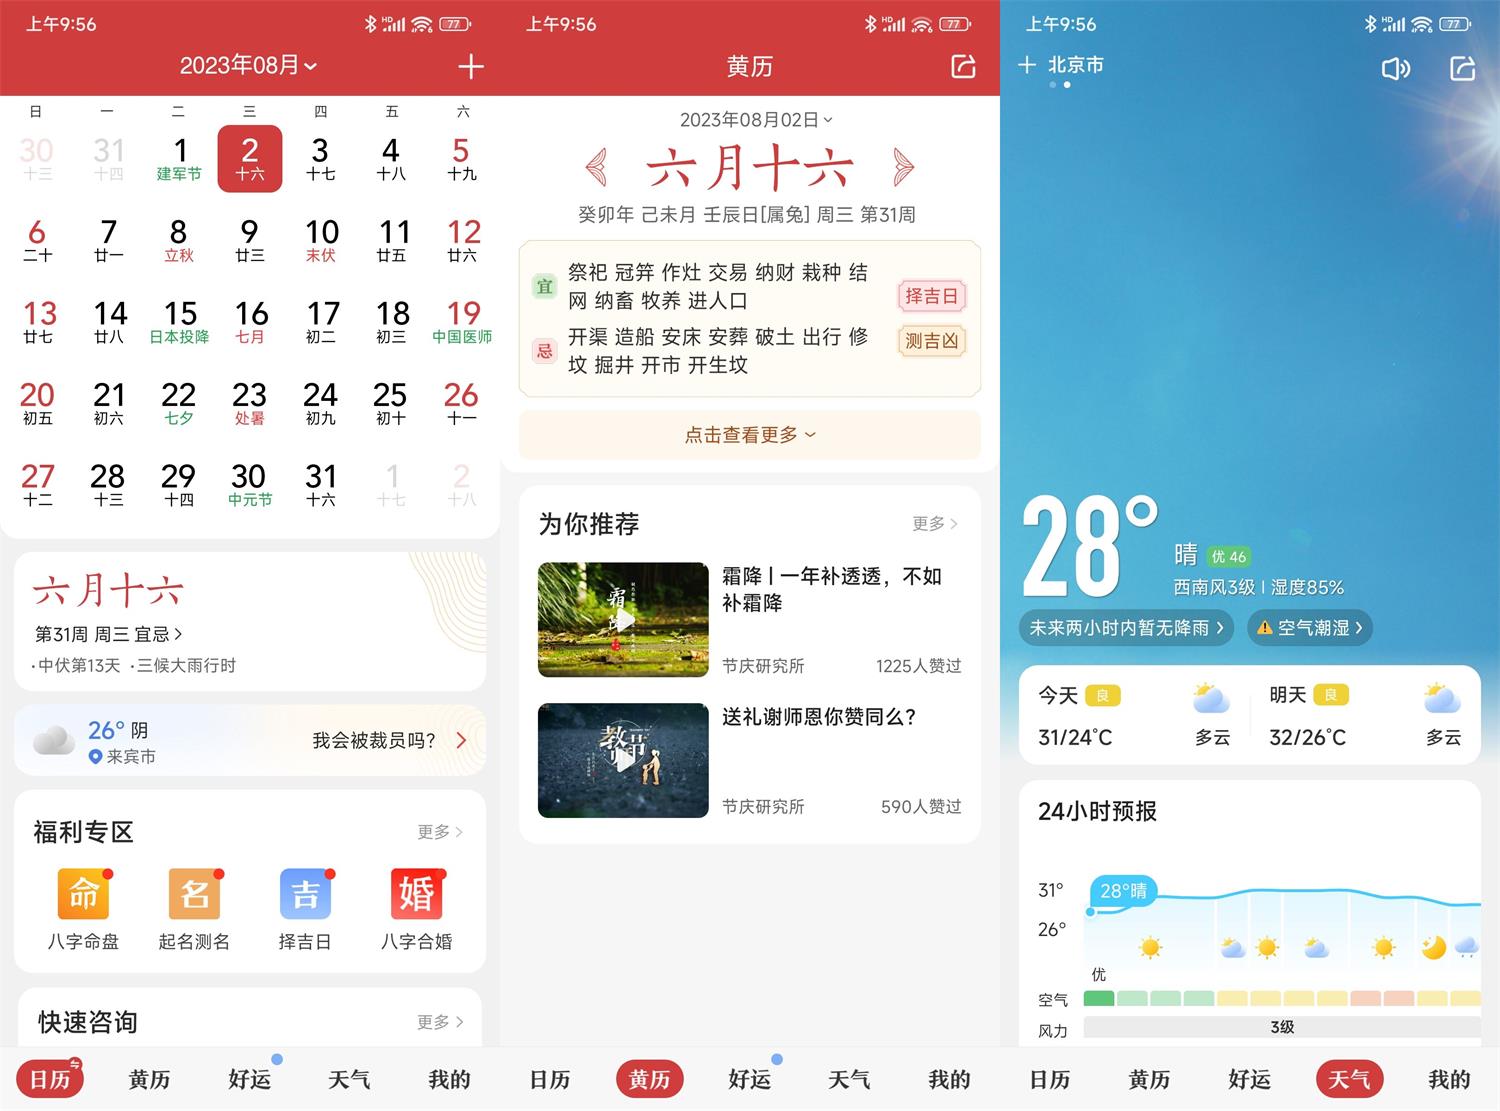 上午9:56
HD
77
2023年08月
日 一 二 三 四 五 六
30 31 1 2 3 4 5
十三 十四 建军节 十六 十七 十八 十九
6 7 8 9 10 11 12
二十 廿一 立秋 廿三 末伏 廿五 廿六
13 14 15 16 17 18 19
廿七 廿八 日本投降 七月 初二 初三 中国医师
20 21 22 23 24 25 26
初五 初六 七夕 处暑 初九 初十 十一
27 28 29 30 31 1 2
十二 十三 十四 中元节 十六 十七 十八
六月十六
第31周 周三 宜忌
·中伏第13天 ·三候大雨行时
26° 阴
来宾市
我会被裁员吗?
福利专区
更多
命 名 吉 婚
八字命盘 起名测名 择吉日 八字合婚
快速咨询
更多
日历 黄历 好运 天气 我的
上午9:56
HD
77
黄历
2023年08月02日
六月十六
癸卯年 己未月 壬辰日[属兔] 周三 第31周
宜
祭祀 冠笄 作灶 交易 纳财 栽种 结
网 纳畜 牧养 进人口
择吉日
忌
开渠 造船 安床 安葬 破土 出行 修
坟 掘井 开市 开生坟
测吉凶
点击查看更多
为你推荐
更多
霜降
霜降 | 一年补透透，不如
补霜降
节庆研究所
1225人赞过
教师节
送礼谢师恩你赞同么?
节庆研究所
590人赞过
日历 黄历 好运 天气 我的
上午9:56
HD
77
北京市
28°
晴
优 46
西南风3级 | 湿度85%
未来两小时内暂无降雨
空气潮湿
今天 良
31/24°C
多云
明天 良
32/26°C
多云
24小时预报
31°
28°晴
26°
优
空气
风力
3级
日历 黄历 好运 天气 我的